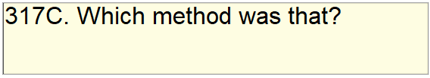 317C. Which method was that?